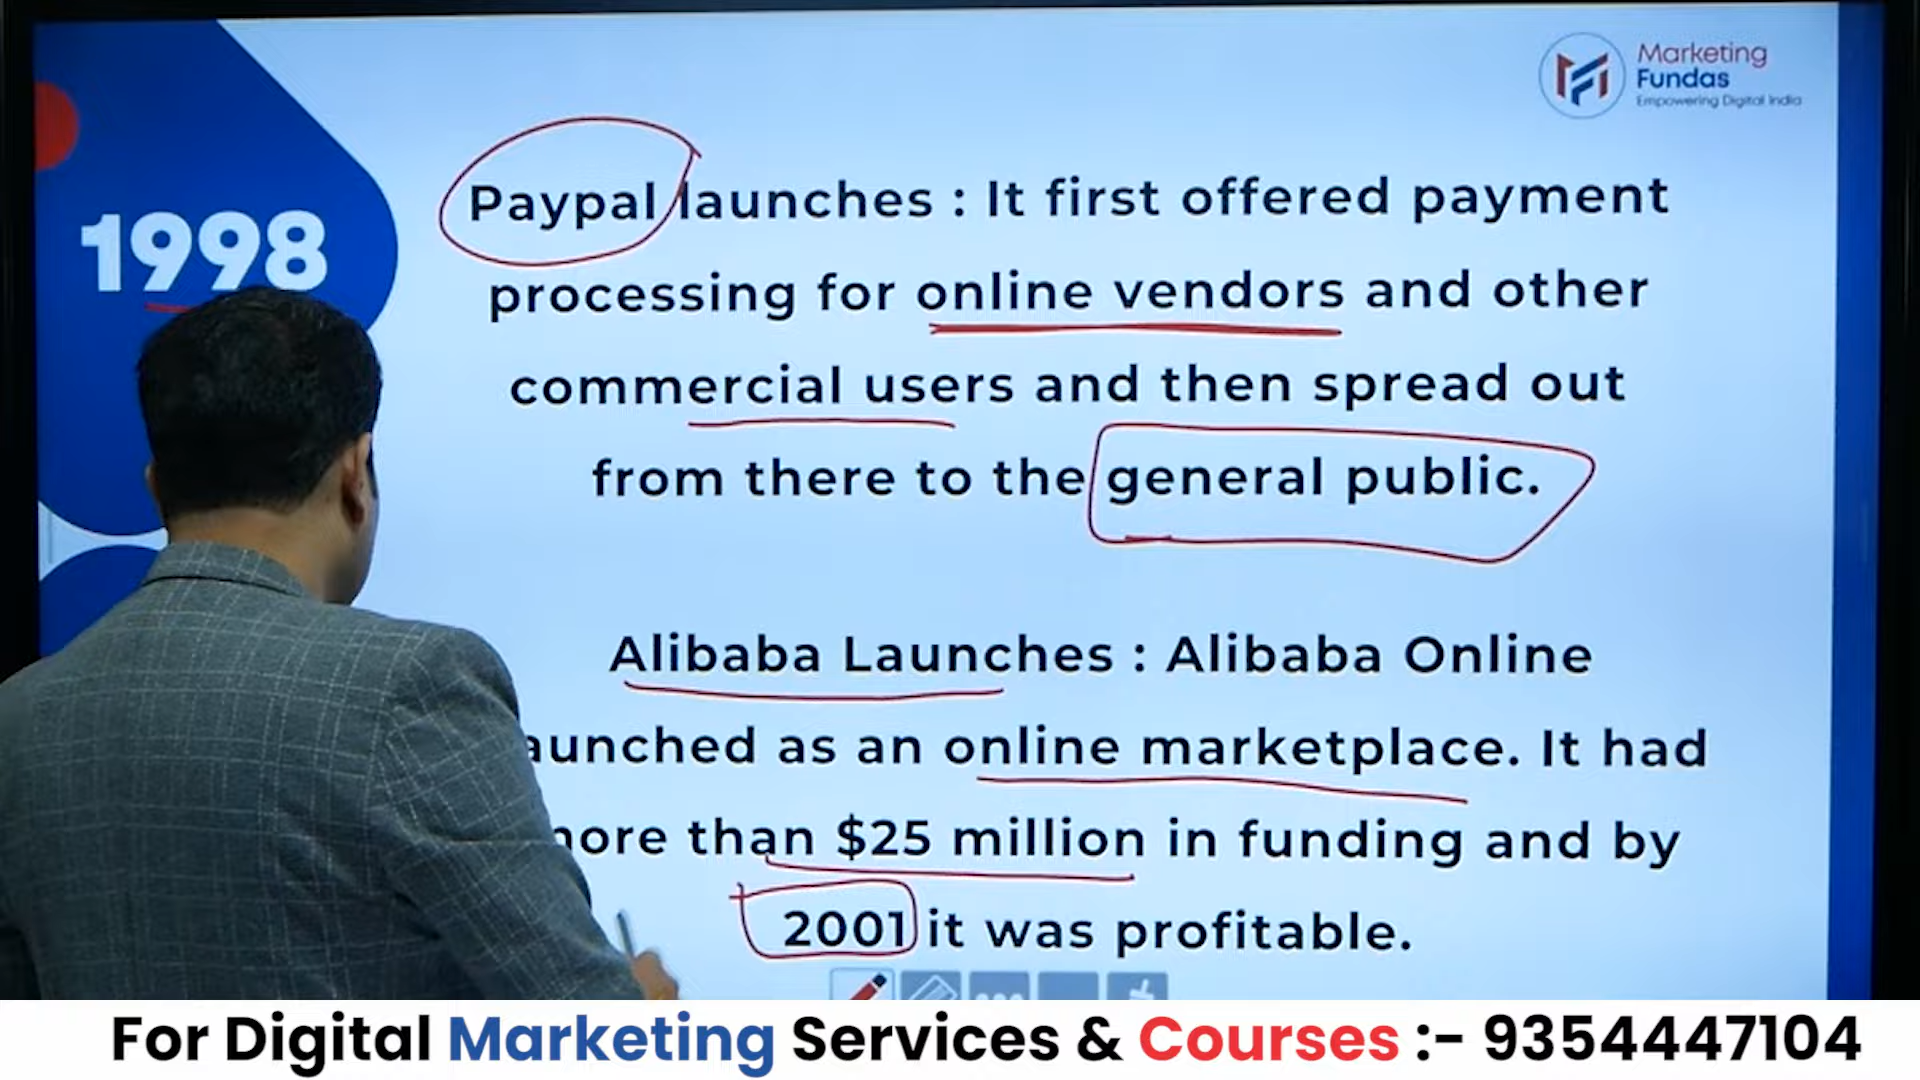 Marketing
Fundas
Empowering Digital India
1998
Paypal launches : It first offered payment
processing for online vendors and other
commercial users and then spread out
from there to the general public.
Alibaba Launches : Alibaba Online
aunched as an online marketplace. It had
more than $25 million in funding and by
2001 it was profitable.
For Digital Marketing Services & Courses :- 9354447104